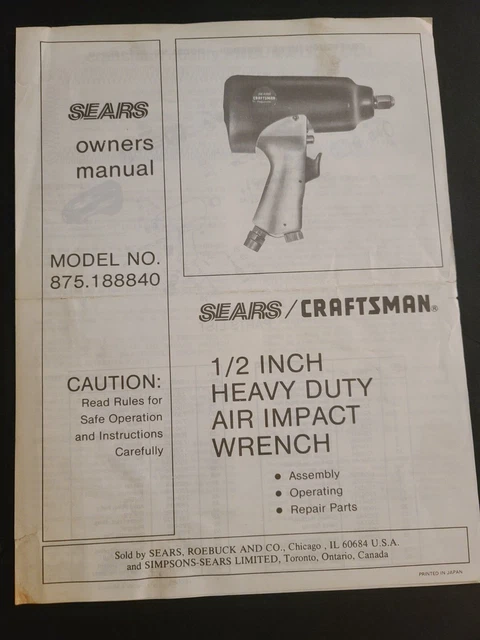 SEARS
owners
manual
MODEL NO.
875.188840
CAUTION:
Read Rules for
Safe Operation
and Instructions
Carefully
CRAFTSMAN
SEARS / CRAFTSMAN®
1/2 INCH
HEAVY DUTY
AIR IMPACT
WRENCH
● Assembly
● Operating
● Repair Parts
Sold by SEARS, ROEBUCK AND CO., Chicago , IL 60684 U.S.A.
and SIMPSONS-SEARS LIMITED, Toronto, Ontario, Canada
PRINTED IN JAPAN